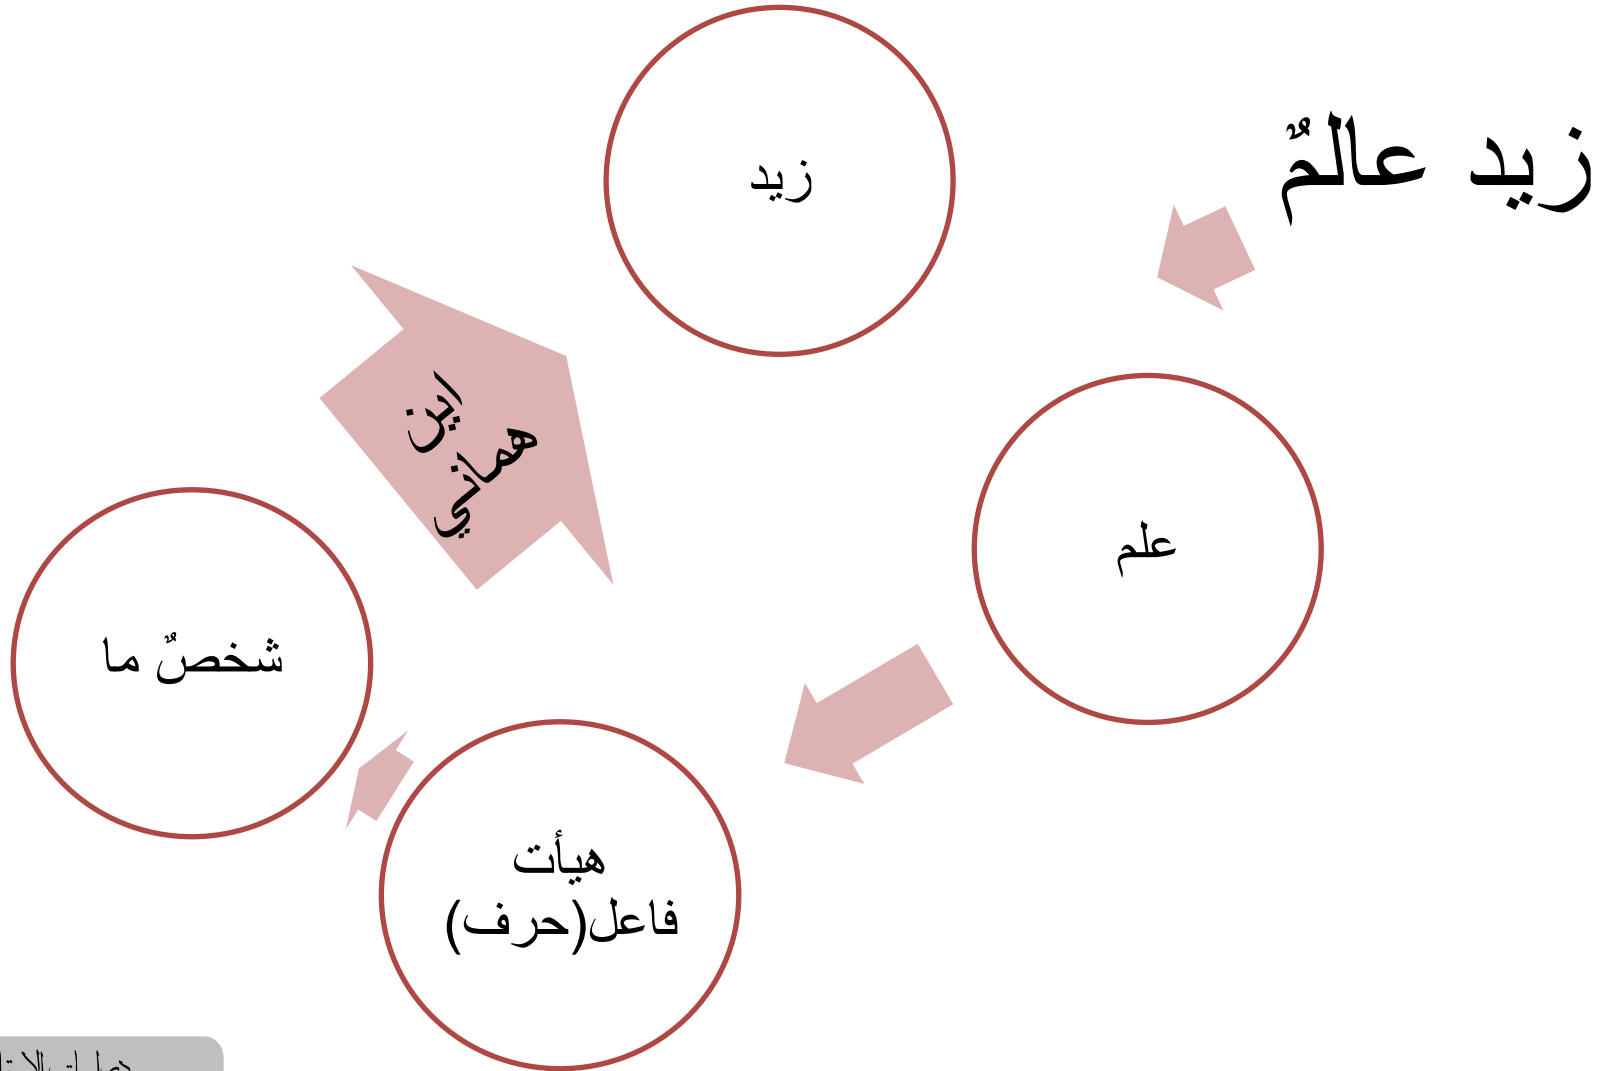 زيد عالمٌ
زيد
علم
اين
هماني
شخصٌ ما
هيأت
فاعل(حرف)